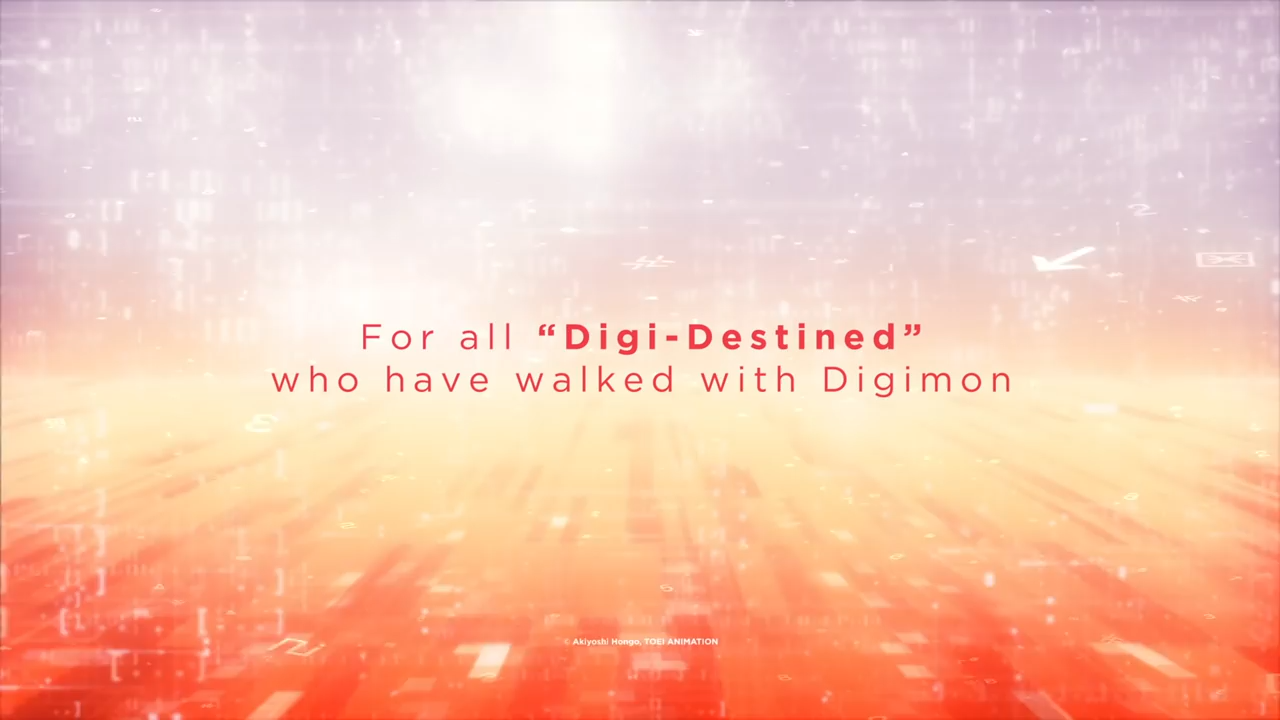 For all “Digi-Destined”
who have walked with Digimon
© Akiyoshi Hongo, TOEI ANIMATION